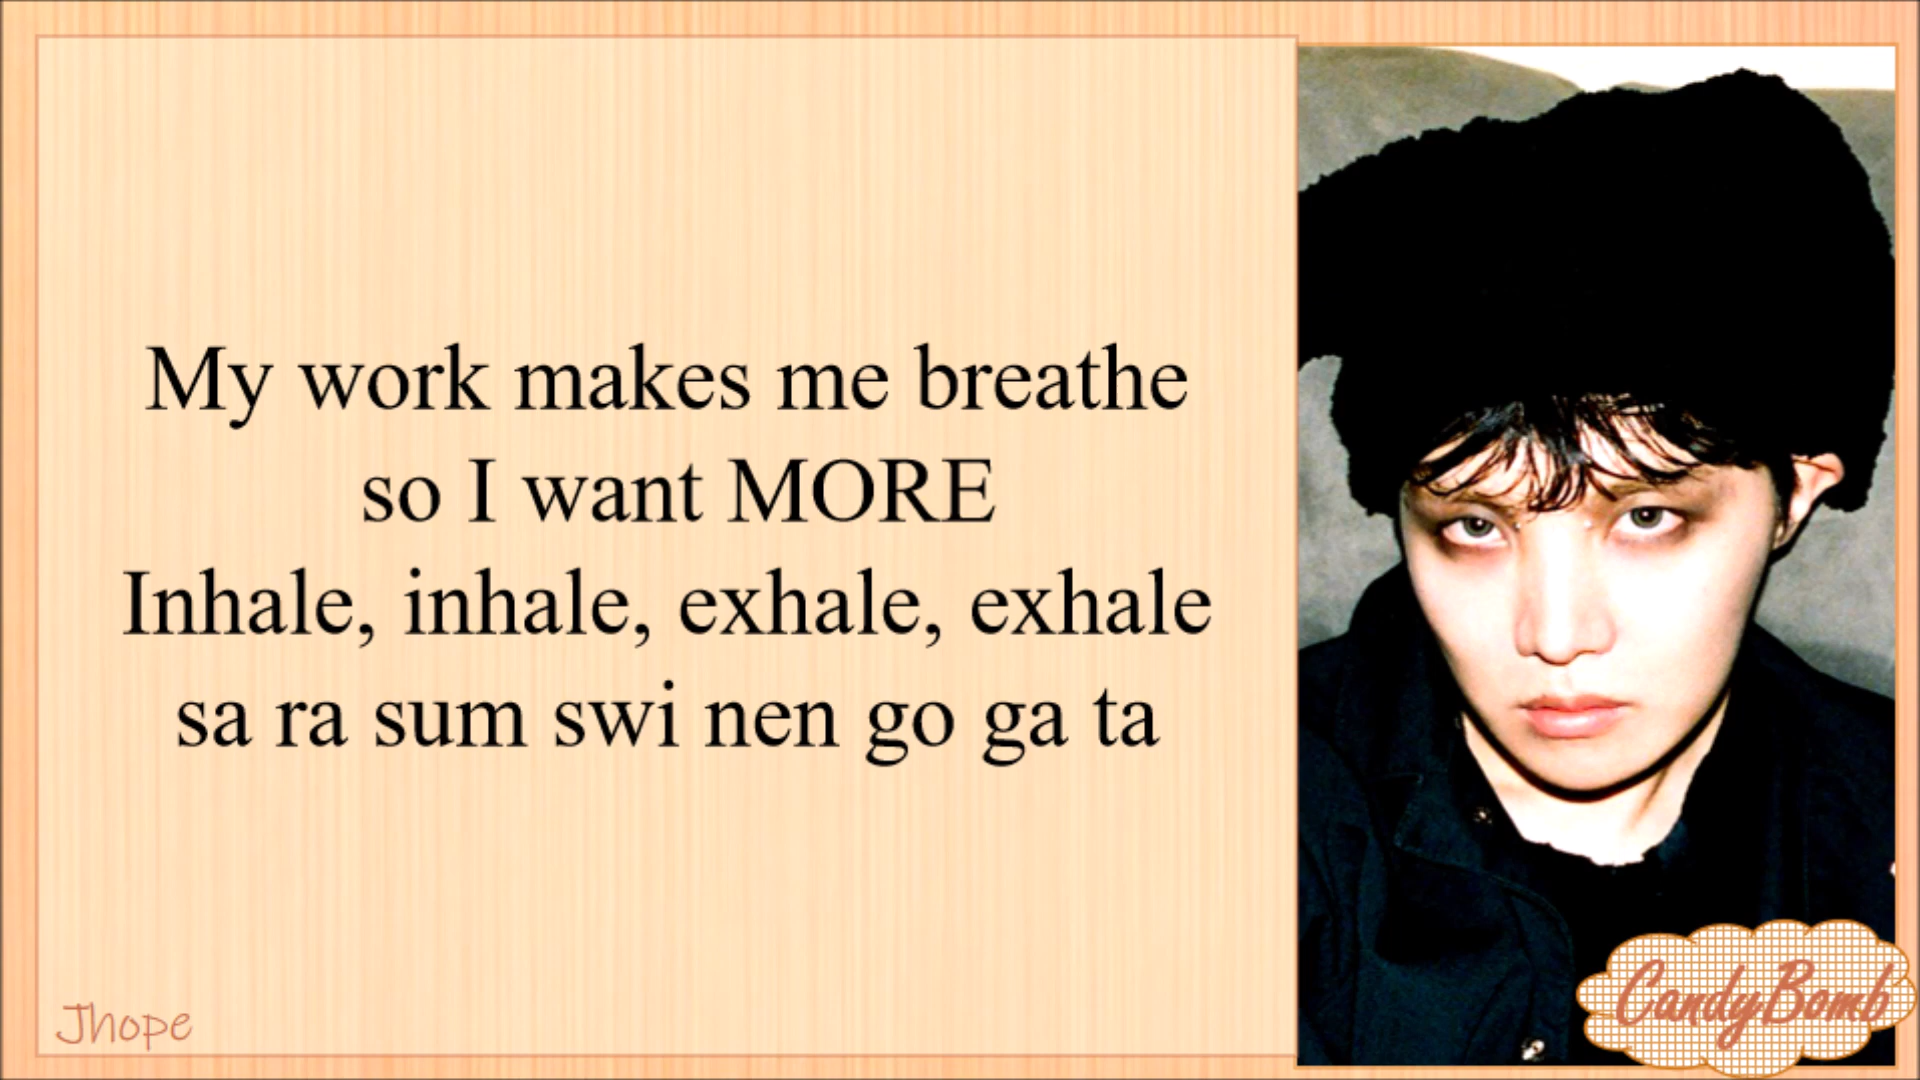 My work makes me breathe
so I want MORE
Inhale, inhale, exhale, exhale
sa ra sum swi nen go ga ta
Jhope
CandyBomb